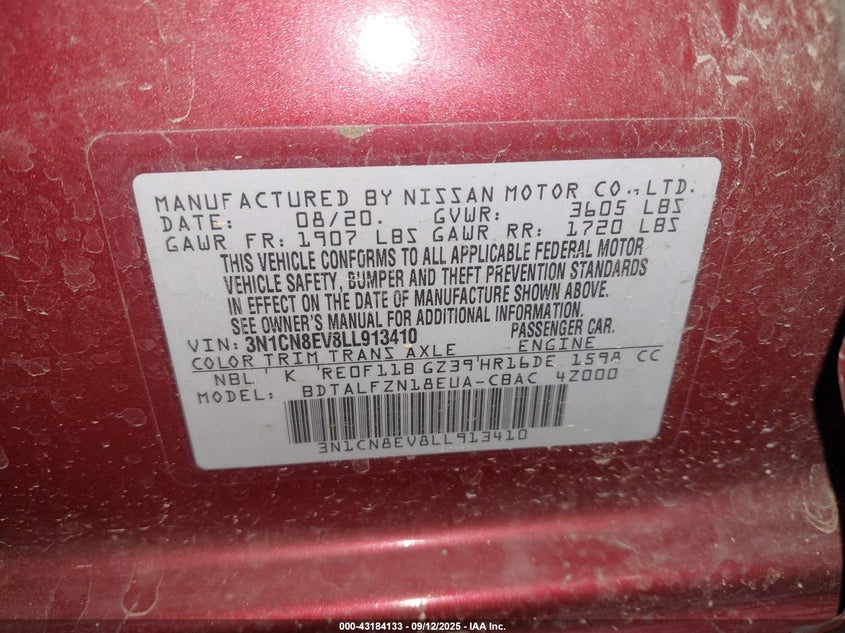 MANUFACTURED BY NISSAN MOTOR CO., LTD.
DATE: 08/20. GVWR: 3605 LBS
GAWR FR: 1907 LBS GAWR RR: 1720 LBS
THIS VEHICLE CONFORMS TO ALL APPLICABLE FEDERAL MOTOR
VEHICLE SAFETY, BUMPER AND THEFT PREVENTION STANDARDS
IN EFFECT ON THE DATE OF MANUFACTURE SHOWN ABOVE.
SEE OWNER'S MANUAL FOR ADDITIONAL INFORMATION.
VIN: 3N1CN8EV8LL913410 PASSENGER CAR.
COLOR TRIM TRANS AXLE ENGINE
NBL ' K 'RE0F11B GZ39'HR16DE 1598 CC
MODEL: BDTALFZN18EUA-CBAC 4Z000
3N1CN8EV8LL913410
000-43184133 - 09/12/2025 - IAA Inc.